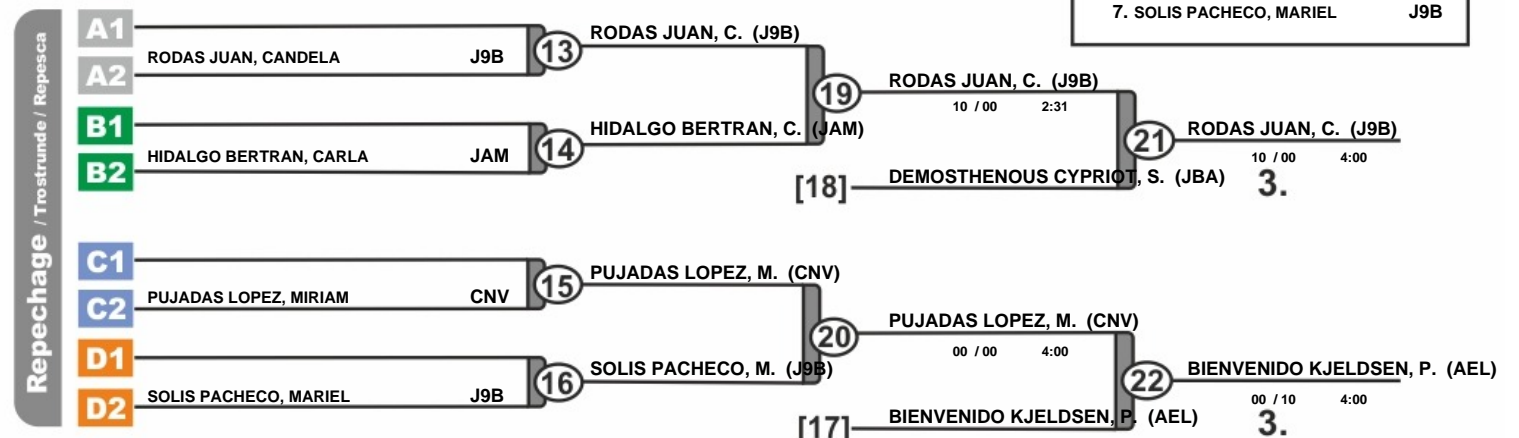 7. SOLIS PACHECO, MARIEL J9B
Repechage / Trostrunde / Repesca
A1
RODAS JUAN, CANDELA J9B
A2
13
RODAS JUAN, C. (J9B)
B1
HIDALGO BERTRAN, CARLA JAM
B2
14
HIDALGO BERTRAN, C. (JAM)
19
RODAS JUAN, C. (J9B)
10 / 00 2:31
[18]
DEMOSTHENOUS CYPRIOT, S. (JBA)
21
RODAS JUAN, C. (J9B)
10 / 00 4:00
3.
C1
PUJADAS LOPEZ, MIRIAM CNV
C2
15
PUJADAS LOPEZ, M. (CNV)
D1
SOLIS PACHECO, MARIEL J9B
D2
16
SOLIS PACHECO, M. (J9B)
20
PUJADAS LOPEZ, M. (CNV)
00 / 00 4:00
[17]
BIENVENIDO KJELDSEN, P. (AEL)
22
BIENVENIDO KJELDSEN, P. (AEL)
00 / 10 4:00
3.